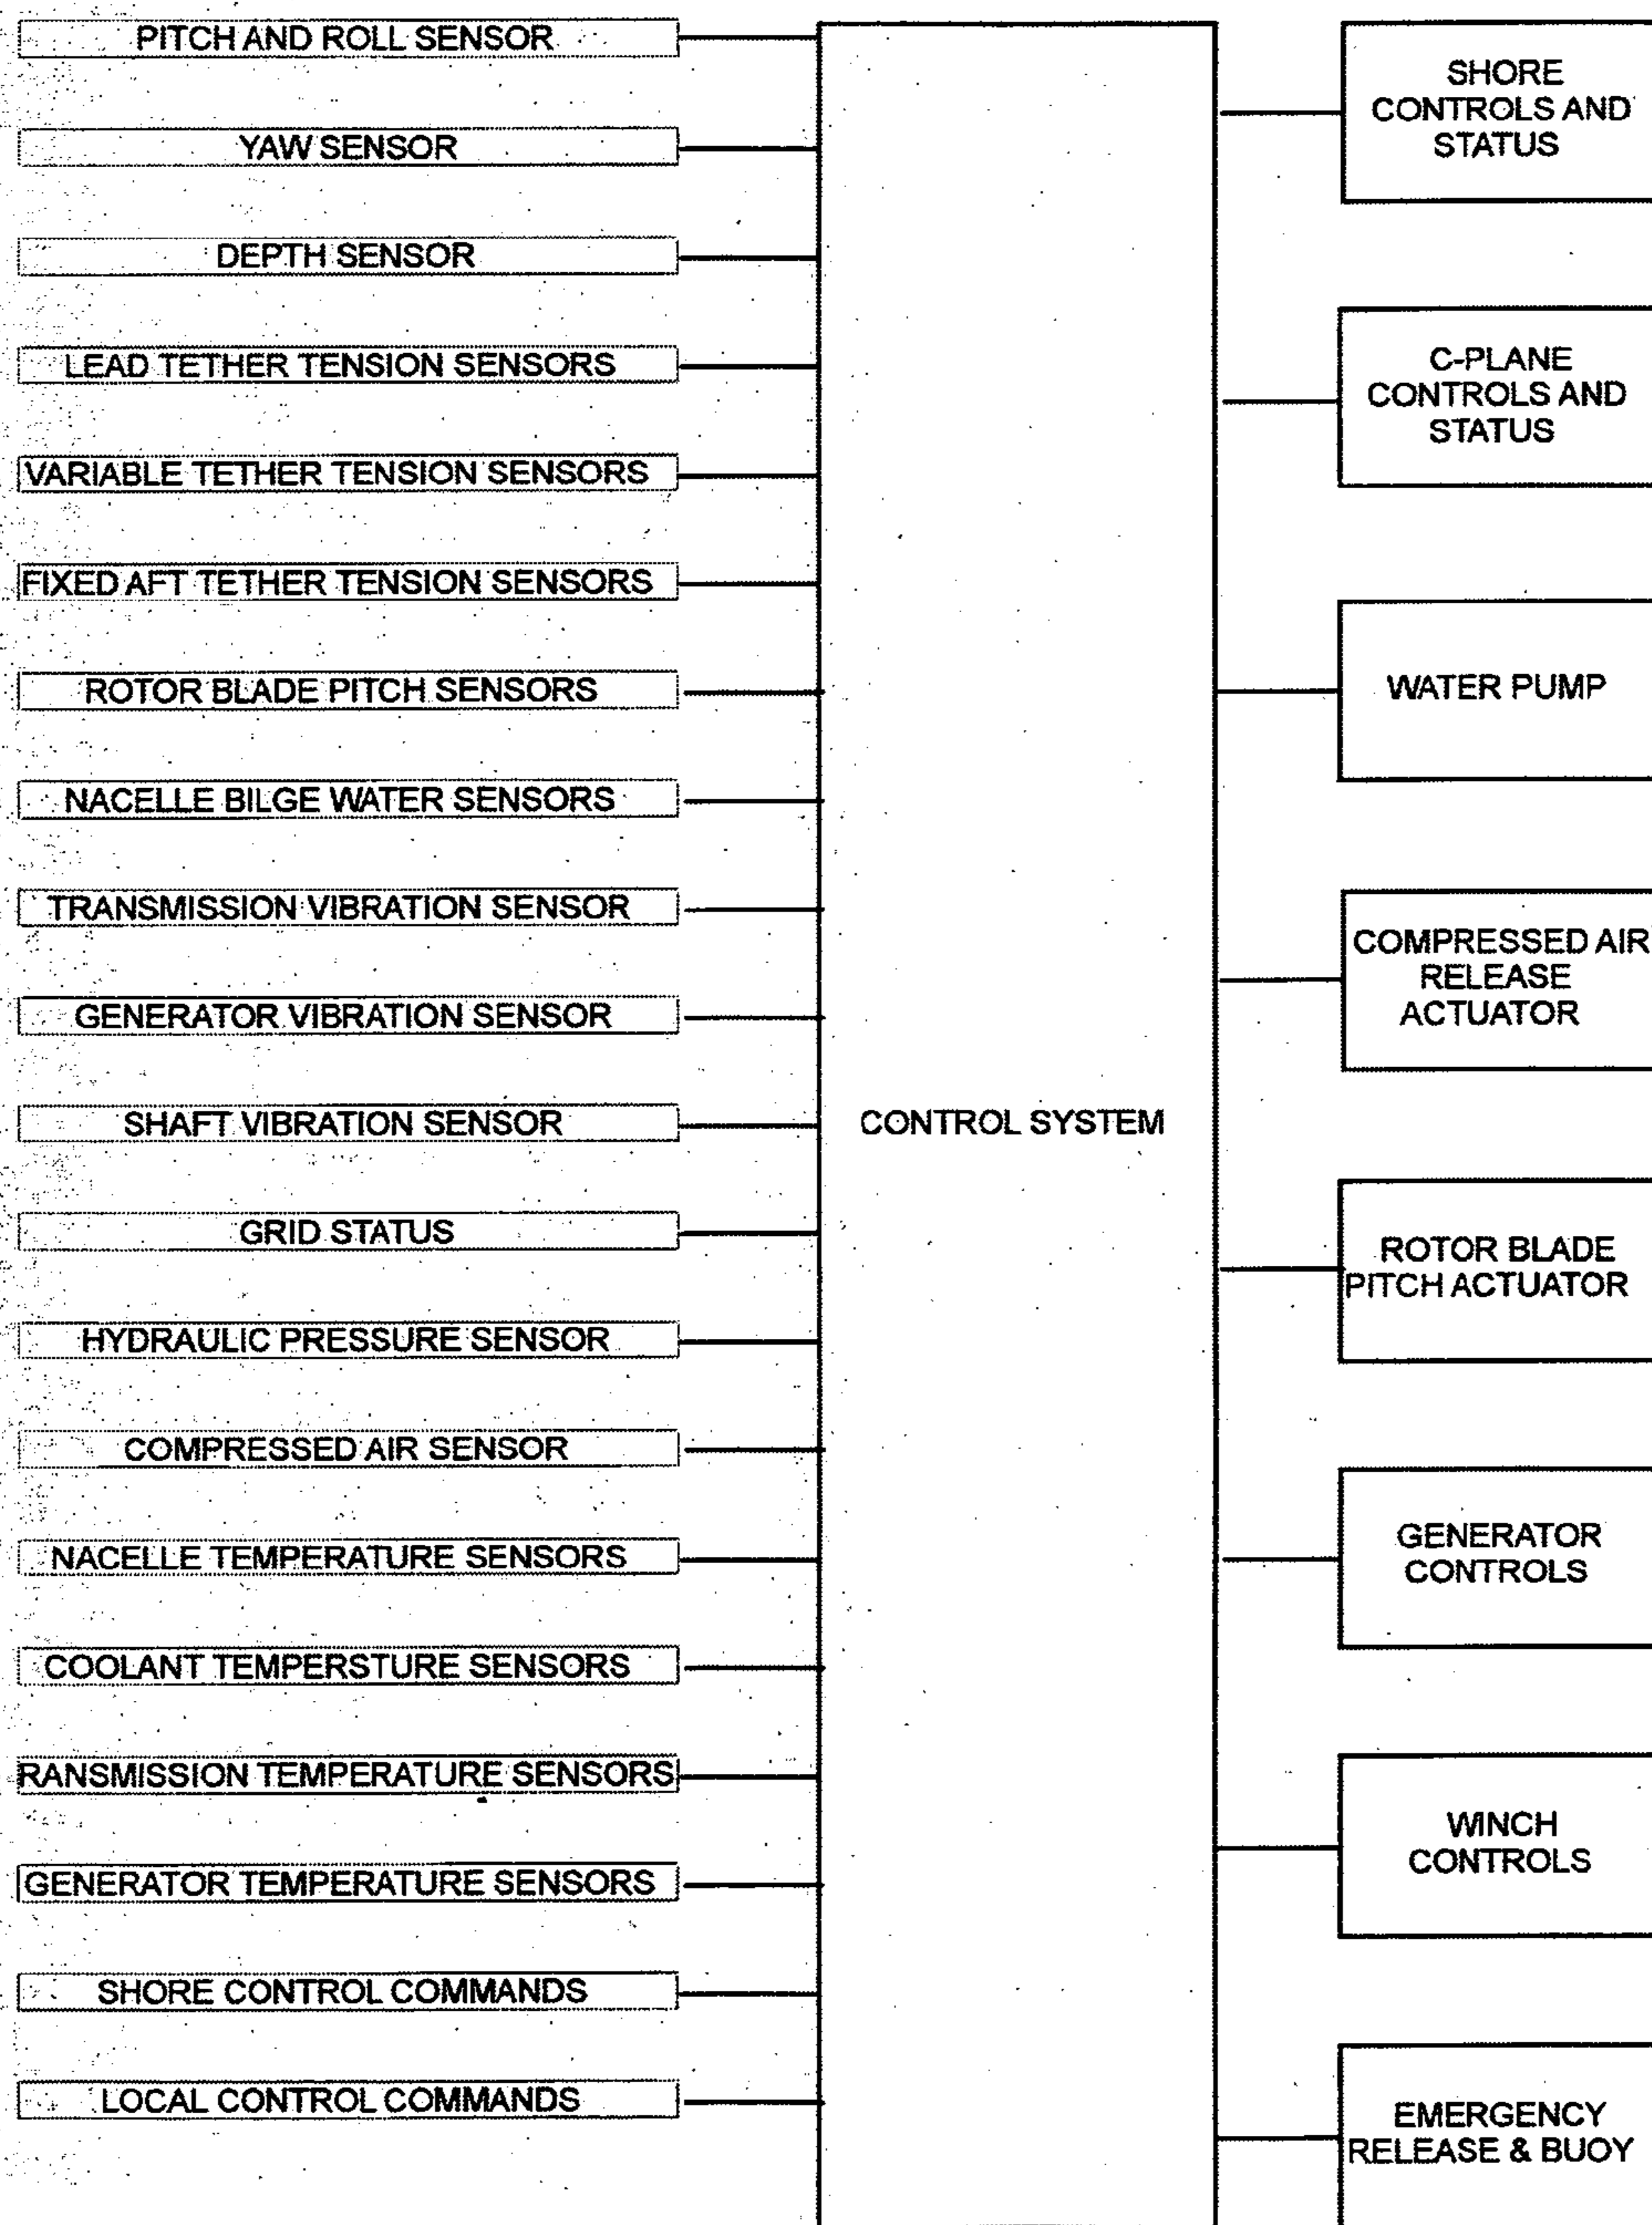 PITCH AND ROLL SENSOR
YAW SENSOR
DEPTH SENSOR
LEAD TETHER TENSION SENSORS
VARIABLE TETHER TENSION SENSORS
FIXED AFT TETHER TENSION SENSORS
ROTOR BLADE PITCH SENSORS
NACELLE BILGE WATER SENSORS
TRANSMISSION VIBRATION SENSOR
GENERATOR VIBRATION SENSOR
SHAFT VIBRATION SENSOR
GRID STATUS
HYDRAULIC PRESSURE SENSOR
COMPRESSED AIR SENSOR
NACELLE TEMPERATURE SENSORS
COOLANT TEMPERSTURE SENSORS
RANSMISSION TEMPERATURE SENSORS
GENERATOR TEMPERATURE SENSORS
SHORE CONTROL COMMANDS
LOCAL CONTROL COMMANDS
CONTROL SYSTEM
SHORE
CONTROLS AND
STATUS
C-PLANE
CONTROLS AND
STATUS
WATER PUMP
COMPRESSED AIR
RELEASE
ACTUATOR
ROTOR BLADE
PITCH ACTUATOR
GENERATOR
CONTROLS
WINCH
CONTROLS
EMERGENCY
RELEASE & BUOY